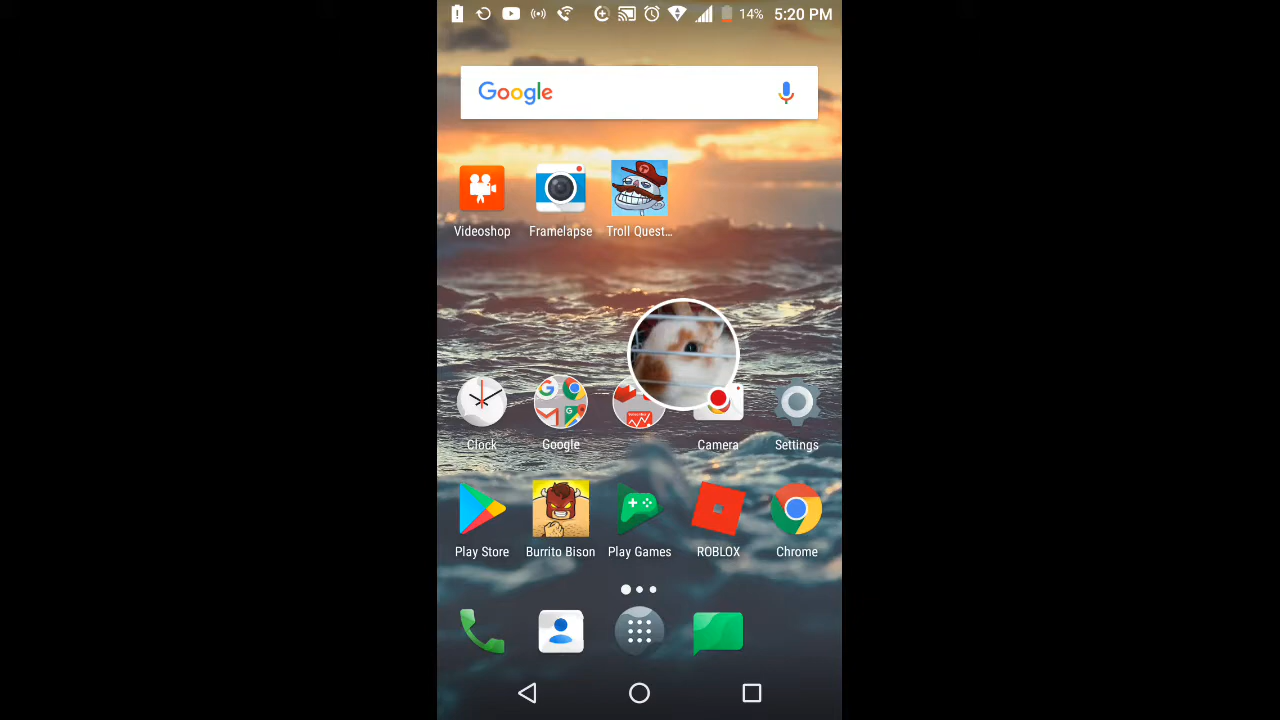 14% 5:20 PM
Google
Videoshop Framelapse Troll Quest...
Clock Google Camera Settings
Play Store Burrito Bison Play Games ROBLOX Chrome